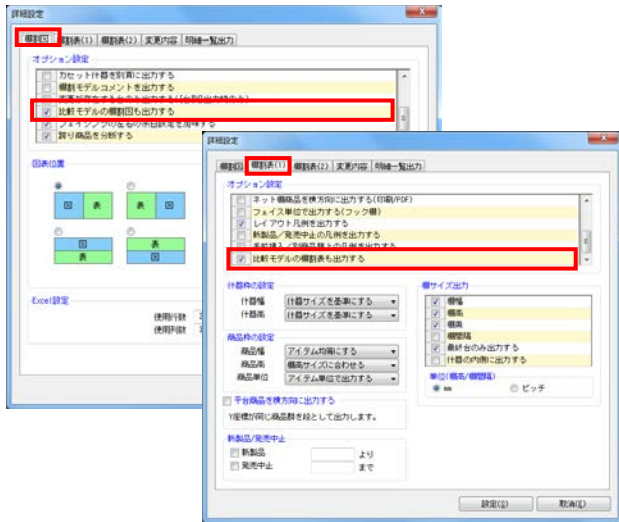 詳細設定
棚割図 棚割表(1) 棚割表(2) 変更内容 明細一覧出力
オプション設定
カセット什器を別頁に出力する
棚割モデルコメントを出力する
比較モデルの棚割図も出力する
フェイシングの左右の余白設定を加味する
跨り商品を分断する
図表位置
図 表 表 図
図 表
表 図
Excel設定
使用行数
使用列数
詳細設定
棚割図 棚割表(1) 棚割表(2) 変更内容 明細一覧出力
オプション設定
ネット棚商品を横方向に出力する(印刷/PDF)
フェイス単位で出力する(フック棚)
レイアウト凡例を出力する
新製品/発売中止の凡例を出力する
比較モデルの棚割表も出力する
什器枠の設定
什器幅 什器サイズを基準にする
什器高 什器サイズを基準にする
商品枠の設定
商品幅 アイテム均等にする
商品高 棚高サイズに合わせる
商品単位 アイテム単位で出力する
平台商品を横方向に出力する
Y座標が同じ商品群を段として出力します。
新製品/発売中止
新製品 より
発売中止 まで
棚サイズ出力
棚幅
棚高
棚奥
棚間隔
最終台のみ出力する
什器の内側に出力する
単位(棚高/棚間隔)
mm ピッチ
設定(S) 取消(E)